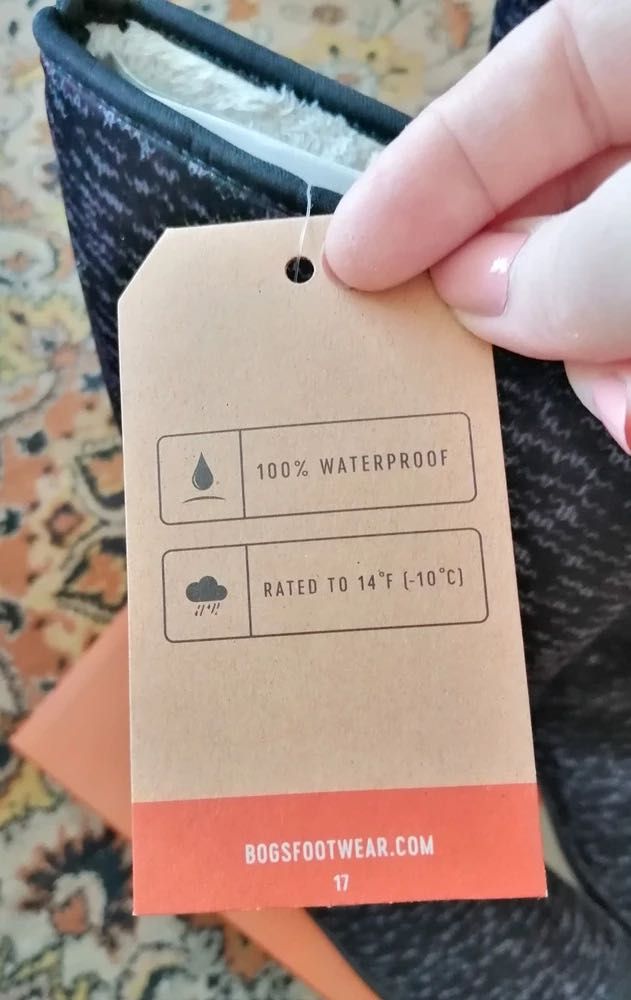 100% WATERPROOF
RATED TO 14°F (-10°C)
BOGSFOOTWEAR.COM
17